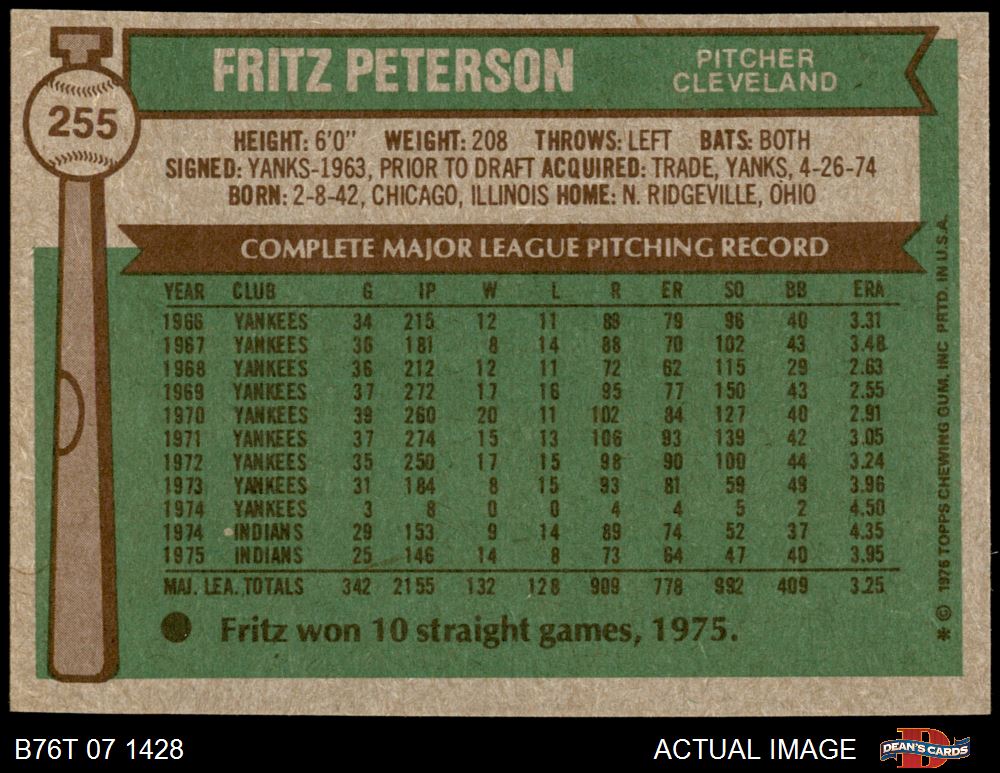 FRITZ PETERSON
PITCHER
CLEVELAND
255
HEIGHT: 6'0" WEIGHT: 208 THROWS: LEFT BATS: BOTH
SIGNED: YANKS-1963, PRIOR TO DRAFT ACQUIRED: TRADE, YANKS, 4-26-74
BORN: 2-8-42, CHICAGO, ILLINOIS HOME: N. RIDGEVILLE, OHIO
COMPLETE MAJOR LEAGUE PITCHING RECORD
YEAR CLUB G IP W L R ER SO BB ERA
1966 YANKEES 34 215 12 11 89 79 96 40 3.31
1967 YANKEES 36 181 8 14 88 70 102 43 3.48
1968 YANKEES 36 212 12 11 72 62 115 29 2.63
1969 YANKEES 37 272 17 16 95 77 150 43 2.55
1970 YANKEES 39 260 20 11 102 84 127 40 2.91
1971 YANKEES 37 274 15 13 106 93 139 42 3.05
1972 YANKEES 35 250 17 15 98 90 100 44 3.24
1973 YANKEES 31 184 8 15 93 81 59 49 3.96
1974 YANKEES 3 8 0 0 4 4 5 2 4.50
1974 INDIANS 29 153 9 14 89 74 52 37 4.35
1975 INDIANS 25 146 14 8 73 64 47 40 3.95
MAJ. LEA. TOTALS 342 2155 132 128 909 778 992 409 3.25
Fritz won 10 straight games, 1975.
* © 1976 TOPPS CHEWING GUM, INC PRTD. IN U.S.A.
B76T 07 1428
ACTUAL IMAGE
DEAN'S CARDS